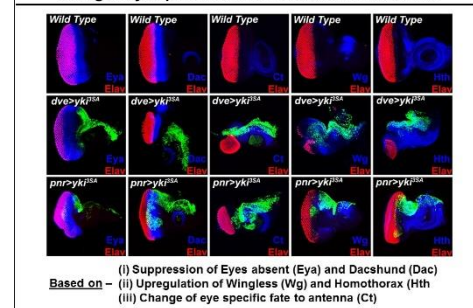 Wild Type Wild Type Wild Type Wild Type Wild Type
Eya Dac Ct Wg Hth
Elav Elav Elav Elav Elav
dve>yki3SA dve>yki3SA dve>yki3SA dve>yki3SA dve>yki3SA
Eya Dac Ct Wg Hth
Elav Elav Elav Elav Elav
pnr>yki3SA pnr>yki3SA pnr>yki3SA pnr>yki3SA pnr>yki3SA
Eya Dac Ct Wg Hth
Elav Elav Elav Elav Elav
(i) Suppression of Eyes absent (Eya) and Dacshund (Dac)
Based on – (ii) Upregulation of Wingless (Wg) and Homothorax (Hth
(iii) Change of eye specific fate to antenna (Ct)